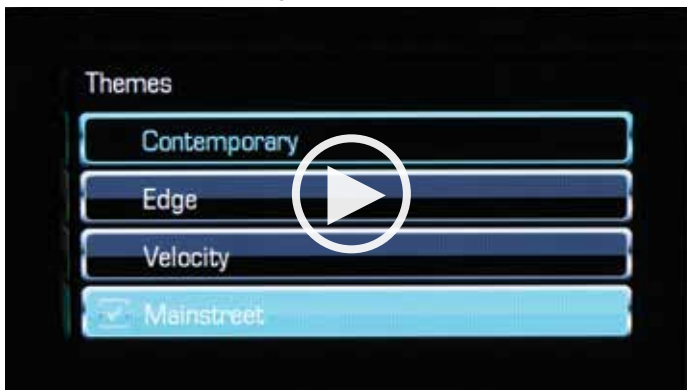 Themes
Contemporary
Edge
Velocity
Mainstreet